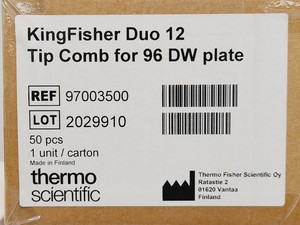 KingFisher Duo 12
Tip Comb for 96 DW plate
REF 97003500
LOT 2029910
50 pcs
1 unit / carton
Made in Finland
thermo
scientific
Thermo Fisher Scientific Oy
Ratastie 2
01620 Vantaa
Finland